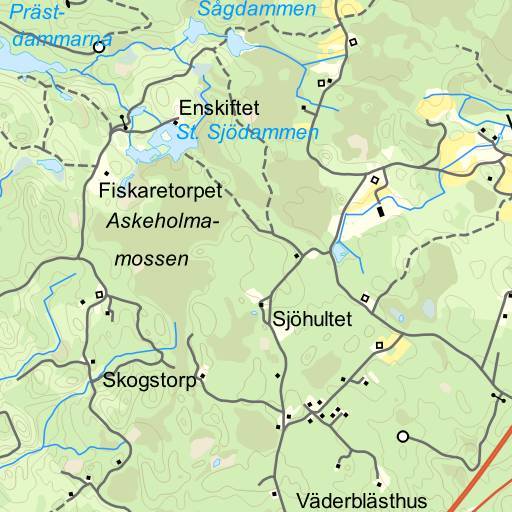 Sågdammen
Präst-
dammarna
Enskiftet
St. Sjödammen
Fiskaretorpet
Askeholma-
mossen
Sjöhultet
Skogstorp
Väderblästhus